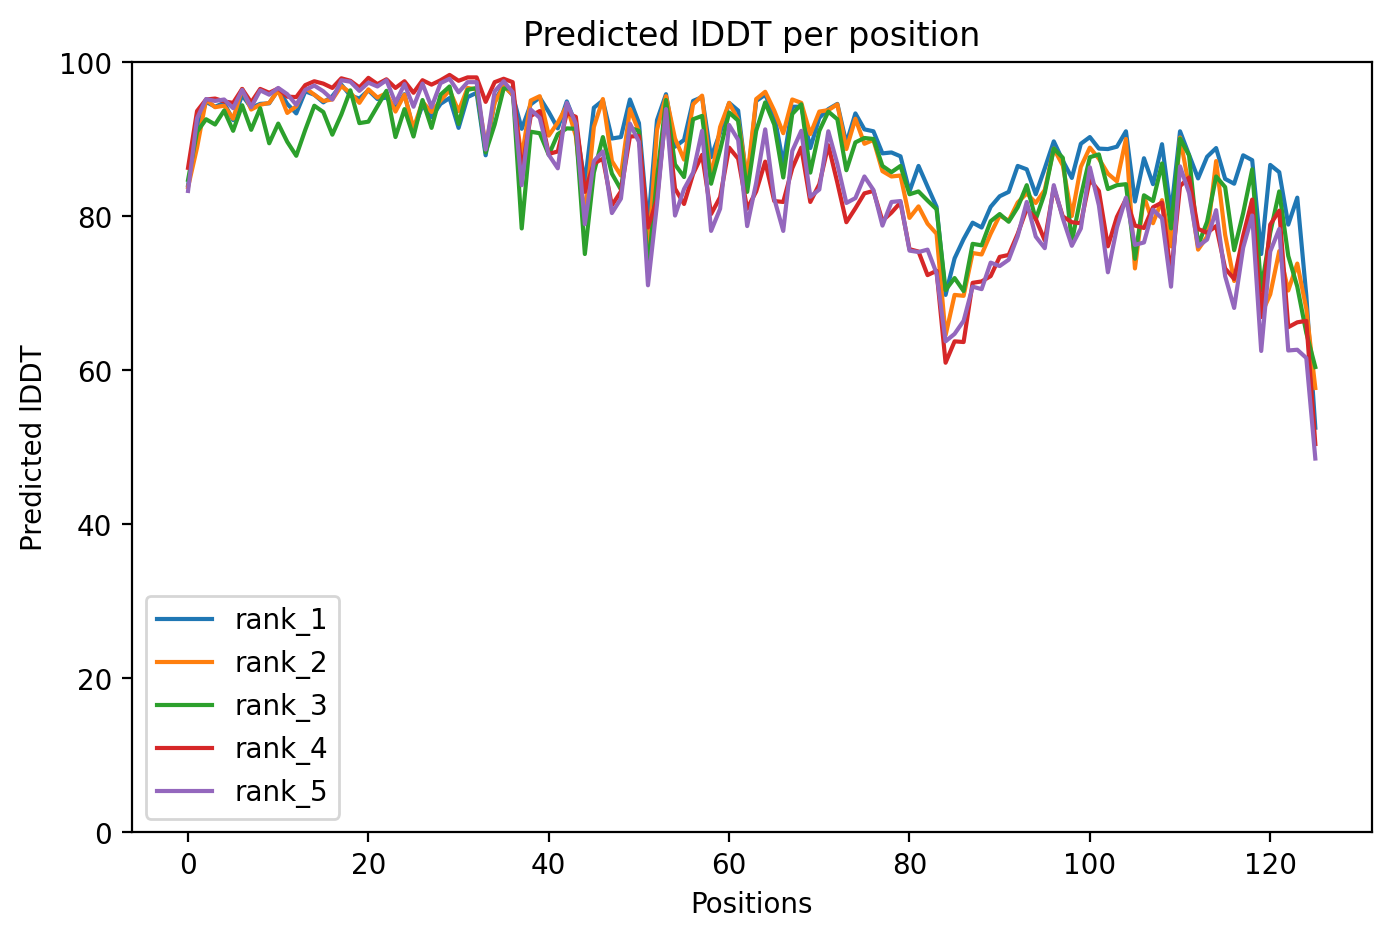 Predicted lDDT per position
100
80
60
40
20
0
Predicted lDDT
rank_1
rank_2
rank_3
rank_4
rank_5
0 20 40 60 80 100 120
Positions